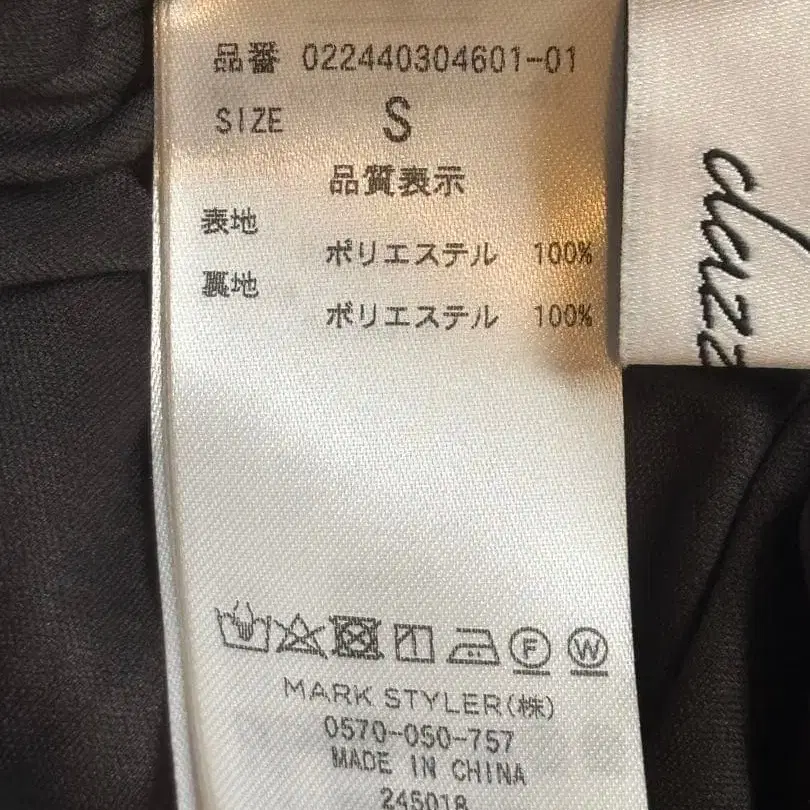 品番 022440304601-01
SIZE S
品質表示
表地
ポリエステル 100%
裏地
ポリエステル 100%
F W
MARK STYLER(株)
0570-050-757
MADE IN CHINA
245018
dazz